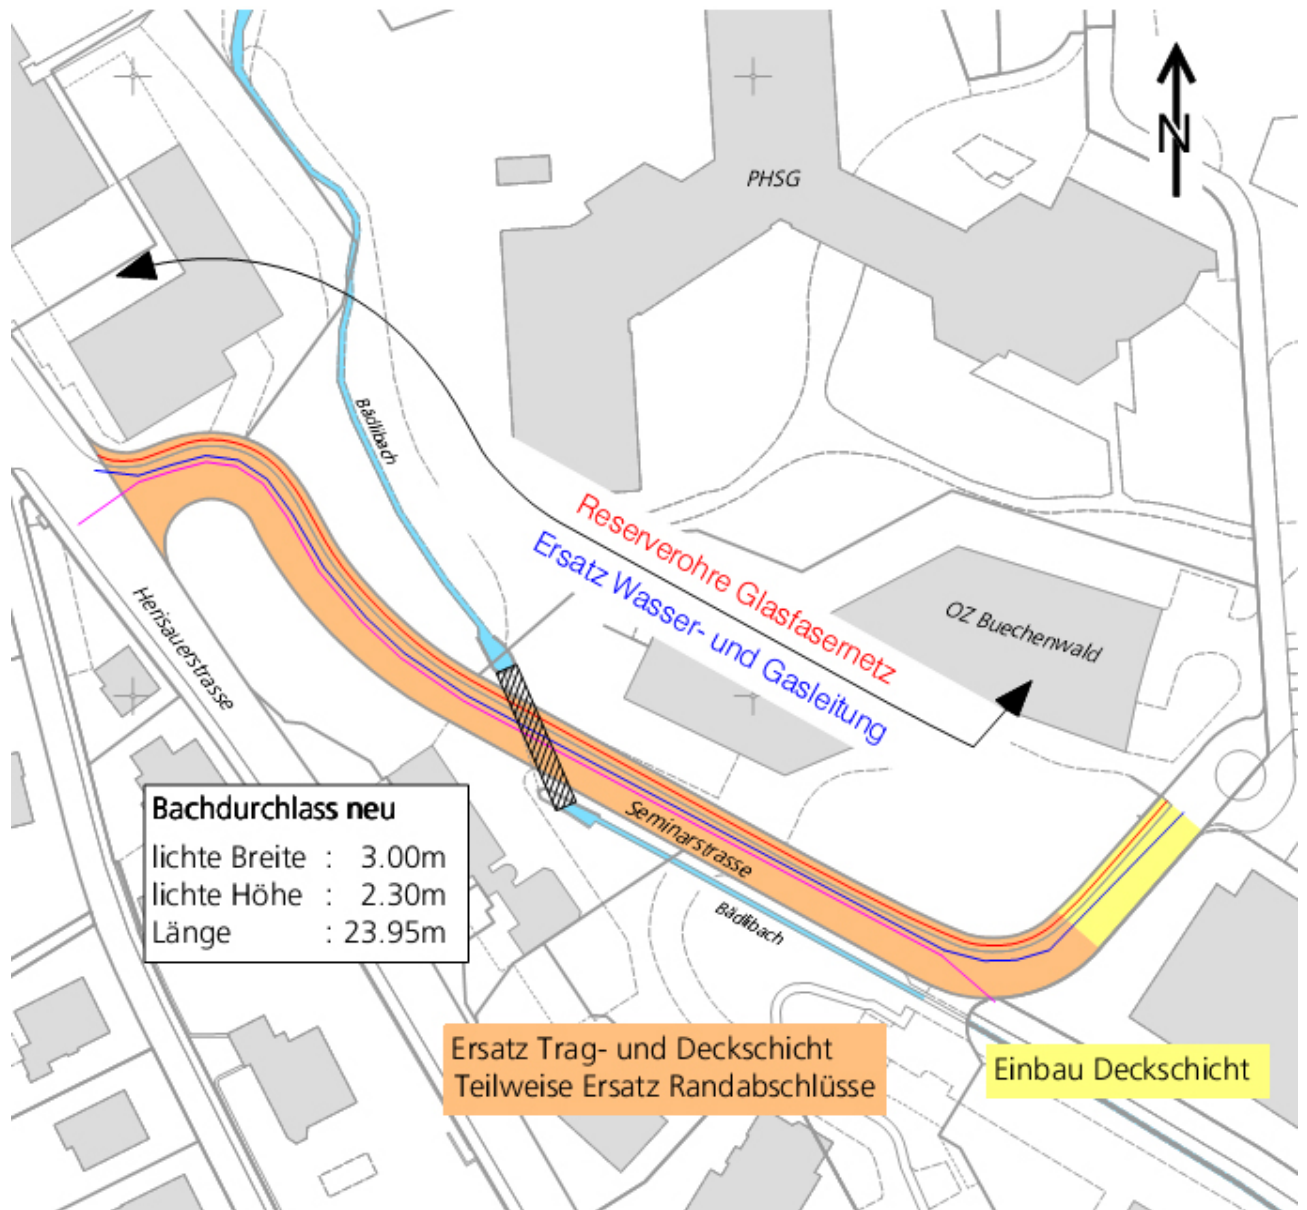 N
PHSG
Bädlibach
Reserverohre Glasfasernetz
Ersatz Wasser- und Gasleitung
OZ Buechenwald
Herisauerstrasse
Bachdurchlass neu
lichte Breite : 3.00m
lichte Höhe : 2.30m
Länge : 23.95m
Seminarstrasse
Bädlibach
Ersatz Trag- und Deckschicht
Teilweise Ersatz Randabschlüsse
Einbau Deckschicht